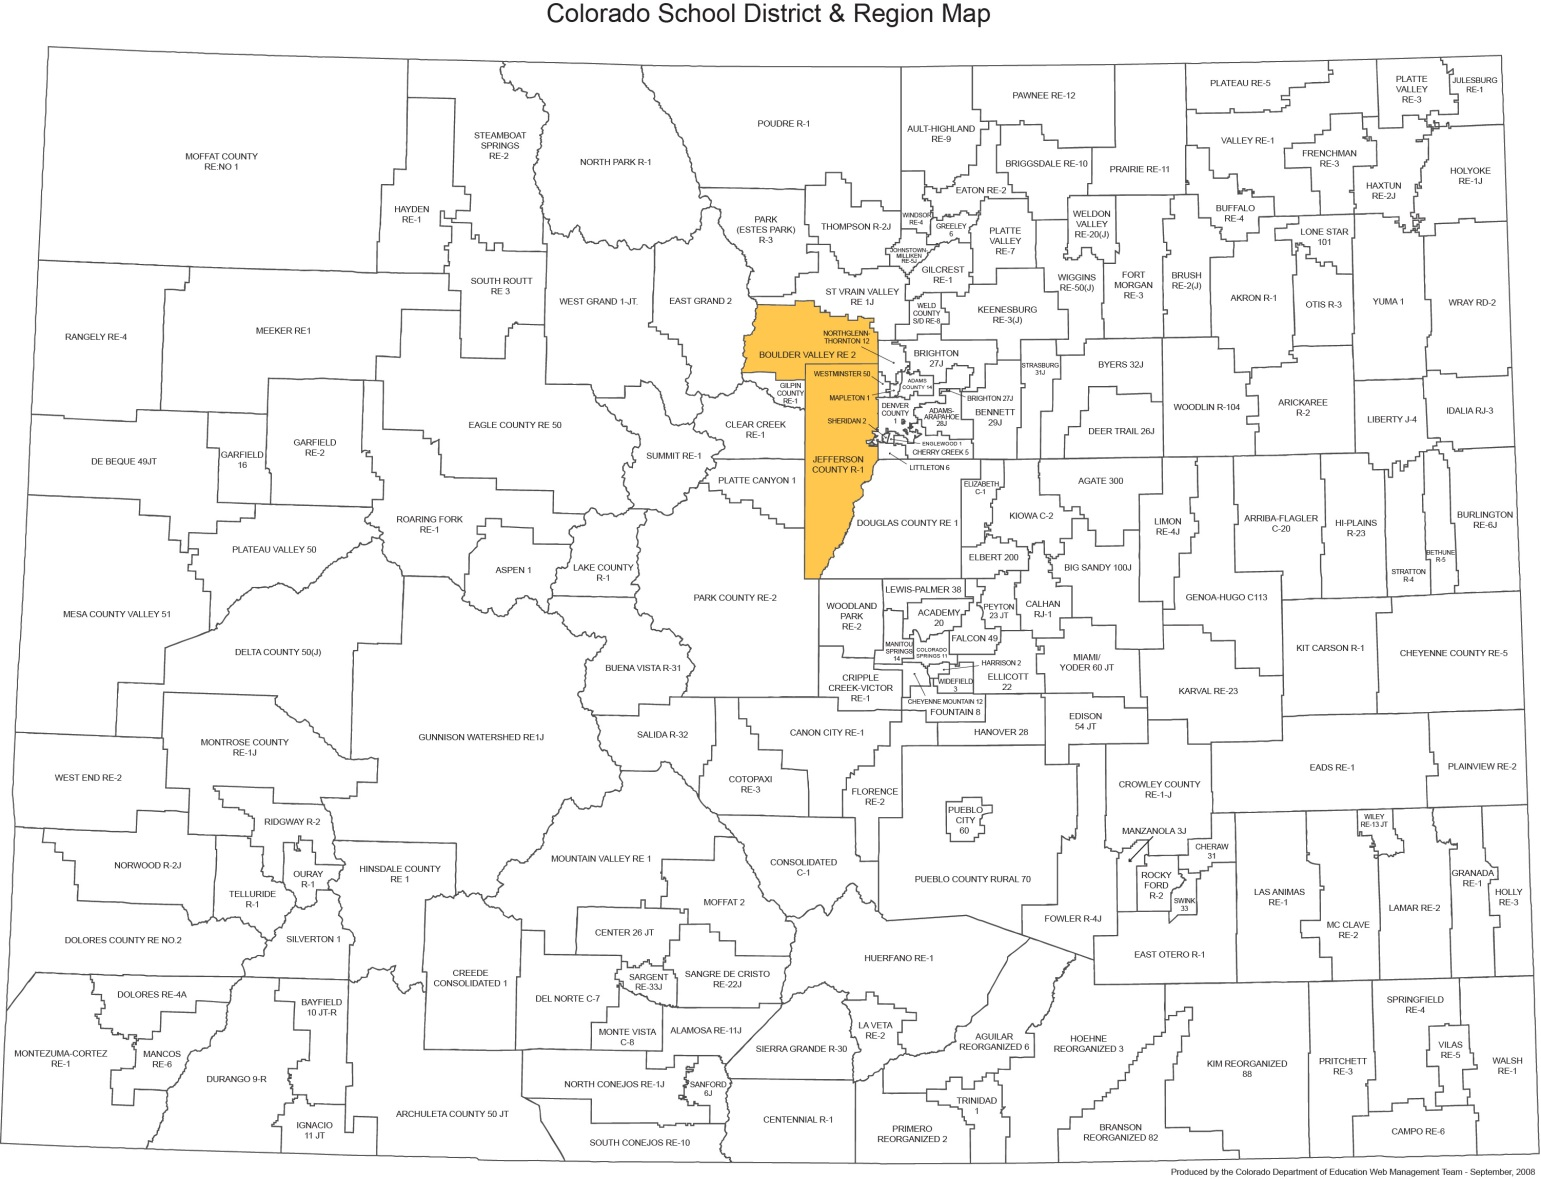 Colorado School District & Region Map
MOFFAT COUNTY
RE:NO 1
HAYDEN
RE-1
STEAMBOAT
SPRINGS
RE-2
NORTH PARK R-1
POUDRE R-1
AULT-HIGHLAND
RE-9
PAWNEE RE-12
BRIGGSDALE RE-10
PRAIRIE RE-11
PLATEAU RE-5
VALLEY RE-1
FRENCHMAN
RE-3
PLATTE
VALLEY
RE-3
JULESBURG
RE-1
HAXTUN
RE-2J
HOLYOKE
RE-1J
EATON RE-2
BUFFALO
RE-4
LONE STAR
101
PARK
(ESTES PARK)
R-3
THOMPSON R-2J
WINDSOR
RE-4
GREELEY
6
PLATTE
VALLEY
RE-7
WELDON
VALLEY
RE-20(J)
JOHNSTOWN-
MILLIKEN
RE-5J
GILCREST
RE-1
SOUTH ROUTT
RE 3
WEST GRAND 1-JT.
EAST GRAND 2
ST VRAIN VALLEY
RE 1J
WELD
COUNTY
S/D RE-8
KEENESBURG
RE-3(J)
WIGGINS
RE-50(J)
FORT
MORGAN
RE-3
BRUSH
RE-2(J)
AKRON R-1
OTIS R-3
YUMA 1
WRAY RD-2
RANGELY RE-4
MEEKER RE1
NORTHGLENN-
THORNTON 12
BOULDER VALLEY RE 2
BRIGHTON
27J
STRASBURG
31J
BYERS 32J
WESTMINSTER 50
ADAMS
COUNTY 14
GILPIN
COUNTY
RE-1
MAPLETON 1
BRIGHTON 27J
DENVER
COUNTY
1
ADAMS-
ARAPAHOE
28J
BENNETT
29J
WOODLIN R-104
ARICKAREE
R-2
LIBERTY J-4
IDALIA RJ-3
DEER TRAIL 26J
CLEAR CREEK
RE-1
SHERIDAN 2
ENGLEWOOD 1
CHERRY CREEK 5
LITTLETON 6
JEFFERSON
COUNTY R-1
EAGLE COUNTY RE 50
SUMMIT RE-1
DE BEQUE 49JT
GARFIELD
16
GARFIELD
RE-2
PLATTE CANYON 1
ROARING FORK
RE-1
DOUGLAS COUNTY RE 1
ELIZABETH
C-1
KIOWA C-2
AGATE 300
LIMON
RE-4J
ARRIBA-FLAGLER
C-20
HI-PLAINS
R-23
STRATTON
R-4
BETHUNE
R-5
BURLINGTON
RE-6J
PLATEAU VALLEY 50
ASPEN 1
LAKE COUNTY
R-1
ELBERT 200
BIG SANDY 100J
MESA COUNTY VALLEY 51
PARK COUNTY RE-2
WOODLAND
PARK
RE-2
LEWIS-PALMER 38
ACADEMY
20
PEYTON
23 JT
CALHAN
RJ-1
GENOA-HUGO C113
FALCON 49
MANITOU
SPRINGS
14
COLORADO
SPRINGS 11
DELTA COUNTY 50(J)
BUENA VISTA R-31
CRIPPLE
CREEK-VICTOR
RE-1
HARRISON 2
WIDEFIELD
3
ELLICOTT
22
MIAMI/
YODER 60 JT
KARVAL RE-23
KIT CARSON R-1
CHEYENNE COUNTY RE-5
CHEYENNE MOUNTAIN 12
FOUNTAIN 8
HANOVER 28
EDISON
54 JT
MONTROSE COUNTY
RE-1J
GUNNISON WATERSHED RE1J
SALIDA R-32
CANON CITY RE-1
COTOPAXI
RE-3
FLORENCE
RE-2
WEST END RE-2
PUEBLO
CITY
60
CROWLEY COUNTY
RE-1-J
EADS RE-1
PLAINVIEW RE-2
RIDGWAY R-2
MANZANOLA 3J
CHERAW
31
WILEY
RE-13 JT
NORWOOD R-2J
TELLURIDE
R-1
OURAY
R-1
HINSDALE COUNTY
RE 1
MOUNTAIN VALLEY RE 1
CONSOLIDATED
C-1
PUEBLO COUNTY RURAL 70
ROCKY
FORD
R-2
SWINK
33
LAS ANIMAS
RE-1
MC CLAVE
RE-2
LAMAR RE-2
GRANADA
RE-1
HOLLY
RE-3
MOFFAT 2
FOWLER R-4J
DOLORES COUNTY RE NO.2
SILVERTON 1
CENTER 26 JT
EAST OTERO R-1
CREEDE
CONSOLIDATED 1
SARGENT
RE-33J
SANGRE DE CRISTO
RE-22J
HUERFANO RE-1
DOLORES RE-4A
BAYFIELD
10 JT-R
DEL NORTE C-7
MONTE VISTA
C-8
ALAMOSA RE-11J
LA VETA
RE-2
AGUILAR
REORGANIZED 6
HOEHNE
REORGANIZED 3
SPRINGFIELD
RE-4
MONTEZUMA-CORTEZ
RE-1
MANCOS
RE-6
DURANGO 9-R
SIERRA GRANDE R-30
KIM REORGANIZED
88
PRITCHETT
RE-3
VILAS
RE-5
WALSH
RE-1
NORTH CONEJOS RE-1J
SANFORD
6J
ARCHULETA COUNTY 50 JT
IGNACIO
11 JT
CENTENNIAL R-1
TRINIDAD
1
PRIMERO
REORGANIZED 2
BRANSON
REORGANIZED 82
CAMPO RE-6
SOUTH CONEJOS RE-10
Produced by the Colorado Department of Education Web Management Team - September, 2008